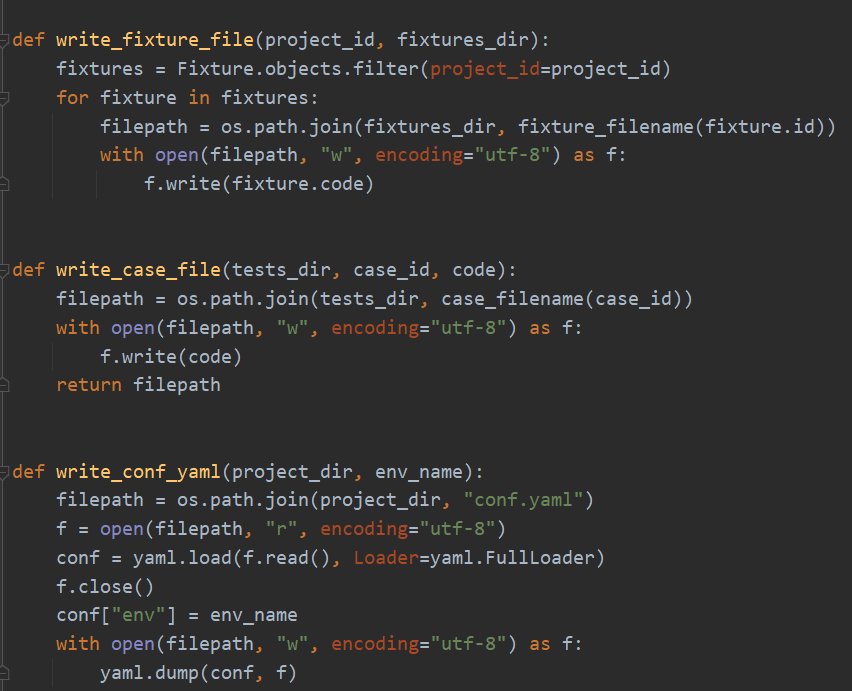 def write_fixture_file(project_id, fixtures_dir):
    fixtures = Fixture.objects.filter(project_id=project_id)
    for fixture in fixtures:
        filepath = os.path.join(fixtures_dir, fixture_filename(fixture.id))
        with open(filepath, "w", encoding="utf-8") as f:
            f.write(fixture.code)
def write_case_file(tests_dir, case_id, code):
    filepath = os.path.join(tests_dir, case_filename(case_id))
    with open(filepath, "w", encoding="utf-8") as f:
        f.write(code)
    return filepath
def write_conf_yaml(project_dir, env_name):
    filepath = os.path.join(project_dir, "conf.yaml")
    f = open(filepath, "r", encoding="utf-8")
    conf = yaml.load(f.read(), Loader=yaml.FullLoader)
    f.close()
    conf["env"] = env_name
    with open(filepath, "w", encoding="utf-8") as f:
        yaml.dump(conf, f)